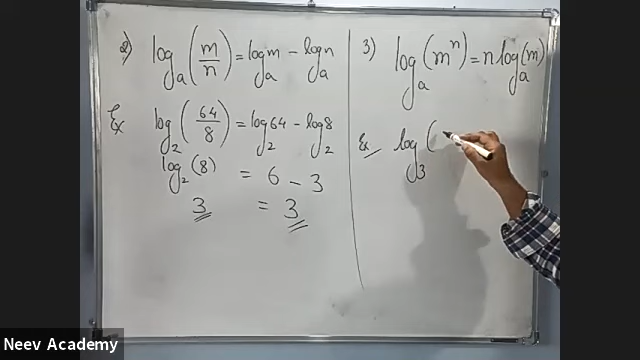 2) log_a (m/n) = log_a m - log_a n
Ex log_2 (64/8) = log_2 64 - log_2 8
log_2 (8) = 6 - 3
3 = 3
3) log_a (m^n) = n log_a (m)
Ex log_3 (
Neev Academy